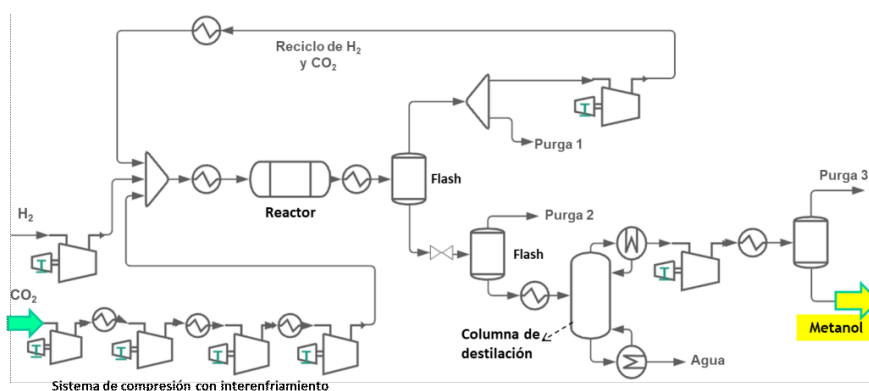 Reciclo de H2
y CO2
Purga 1
Flash
Purga 3
Reactor
H2
Purga 2
Flash
CO2
Columna de
destilación
Metanol
Agua
Sistema de compresión con interenfriamiento